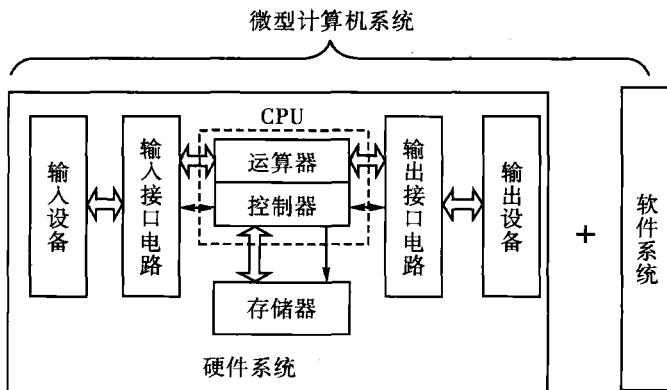 微型计算机系统
CPU
输入设备
输入接口电路
运算器
控制器
输出接口电路
输出设备
+
软件系统
存储器
硬件系统